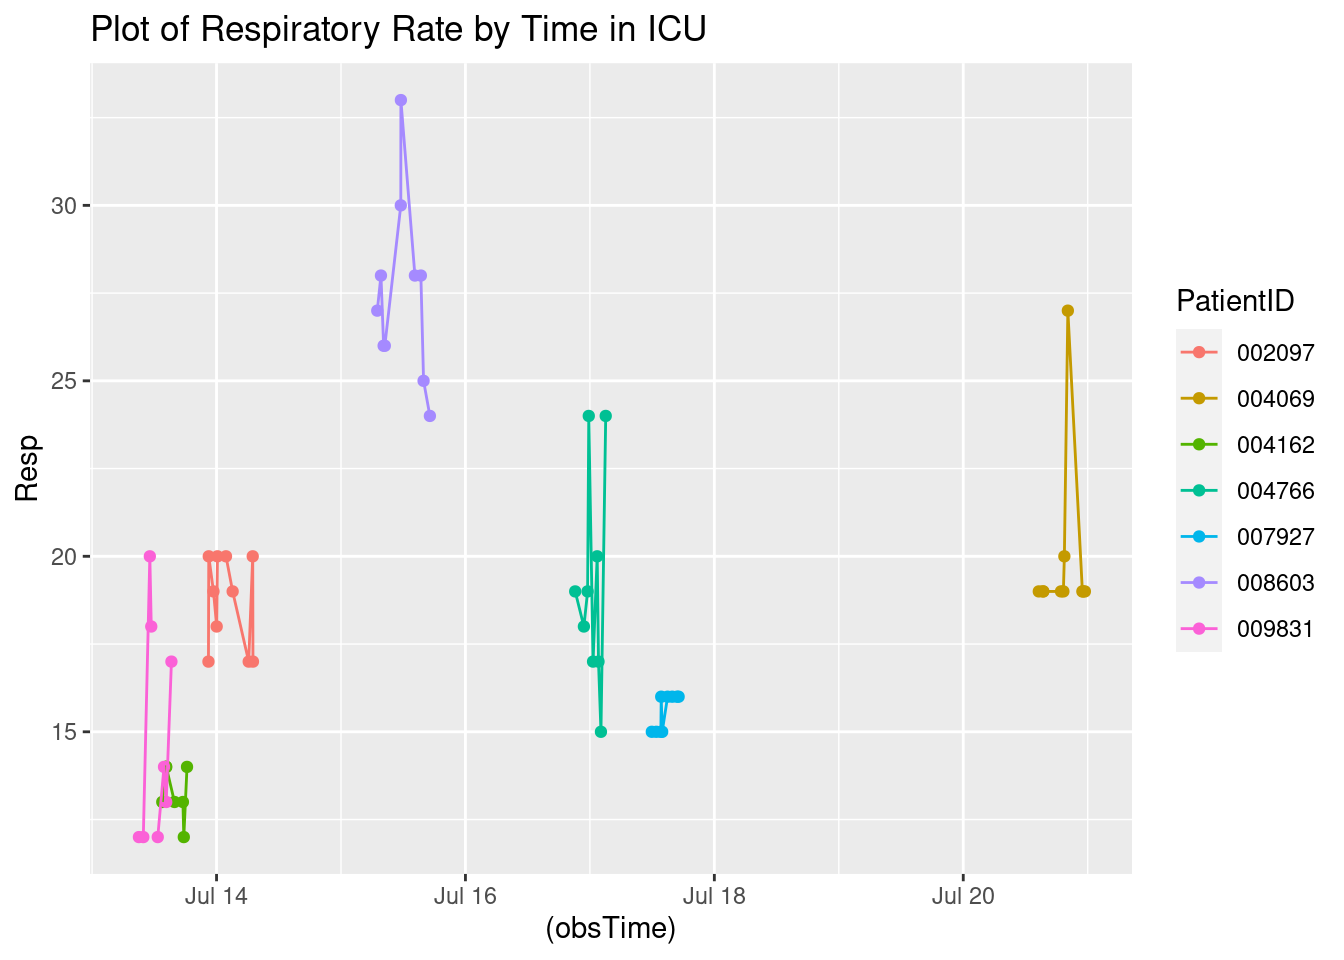 Plot of Respiratory Rate by Time in ICU
Resp
30
25
20
15
Jul 14
Jul 16
Jul 18
Jul 20
(obsTime)
PatientID
002097
004069
004162
004766
007927
008603
009831